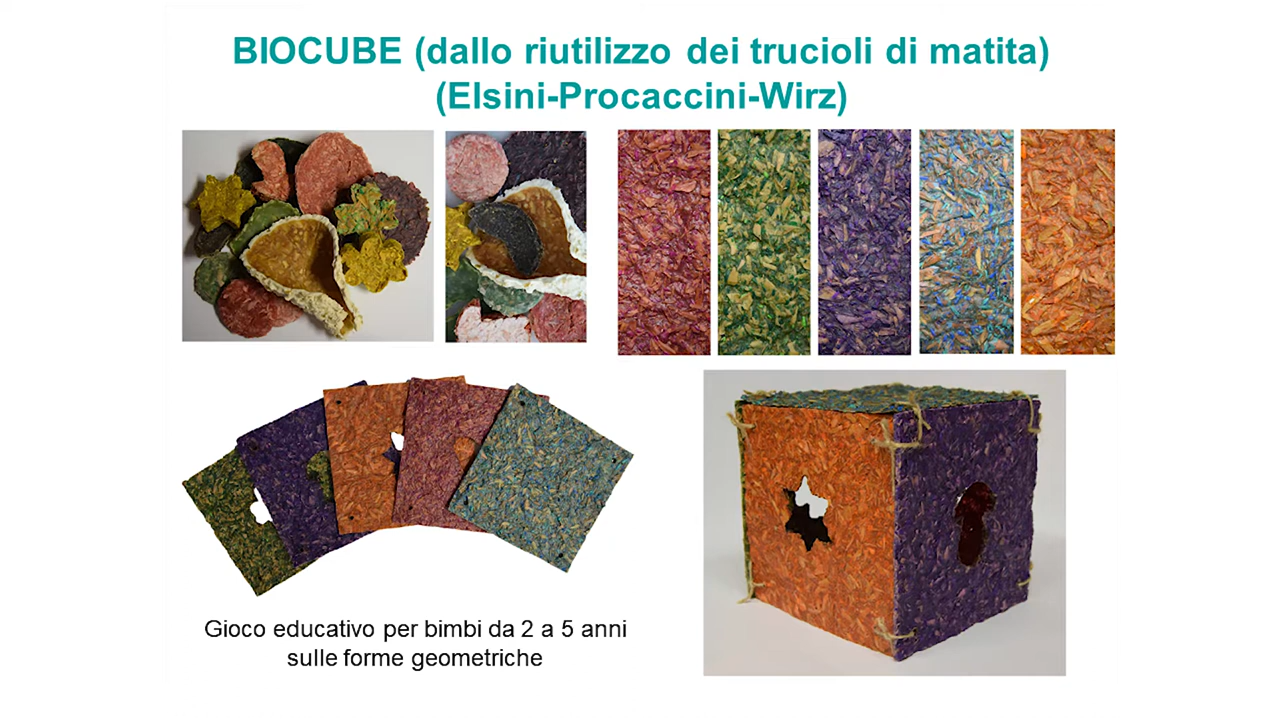 BIOCUBE (dallo riutilizzo dei trucioli di matita)
(Elsini-Procaccini-Wirz)
Gioco educativo per bimbi da 2 a 5 anni
sulle forme geometriche